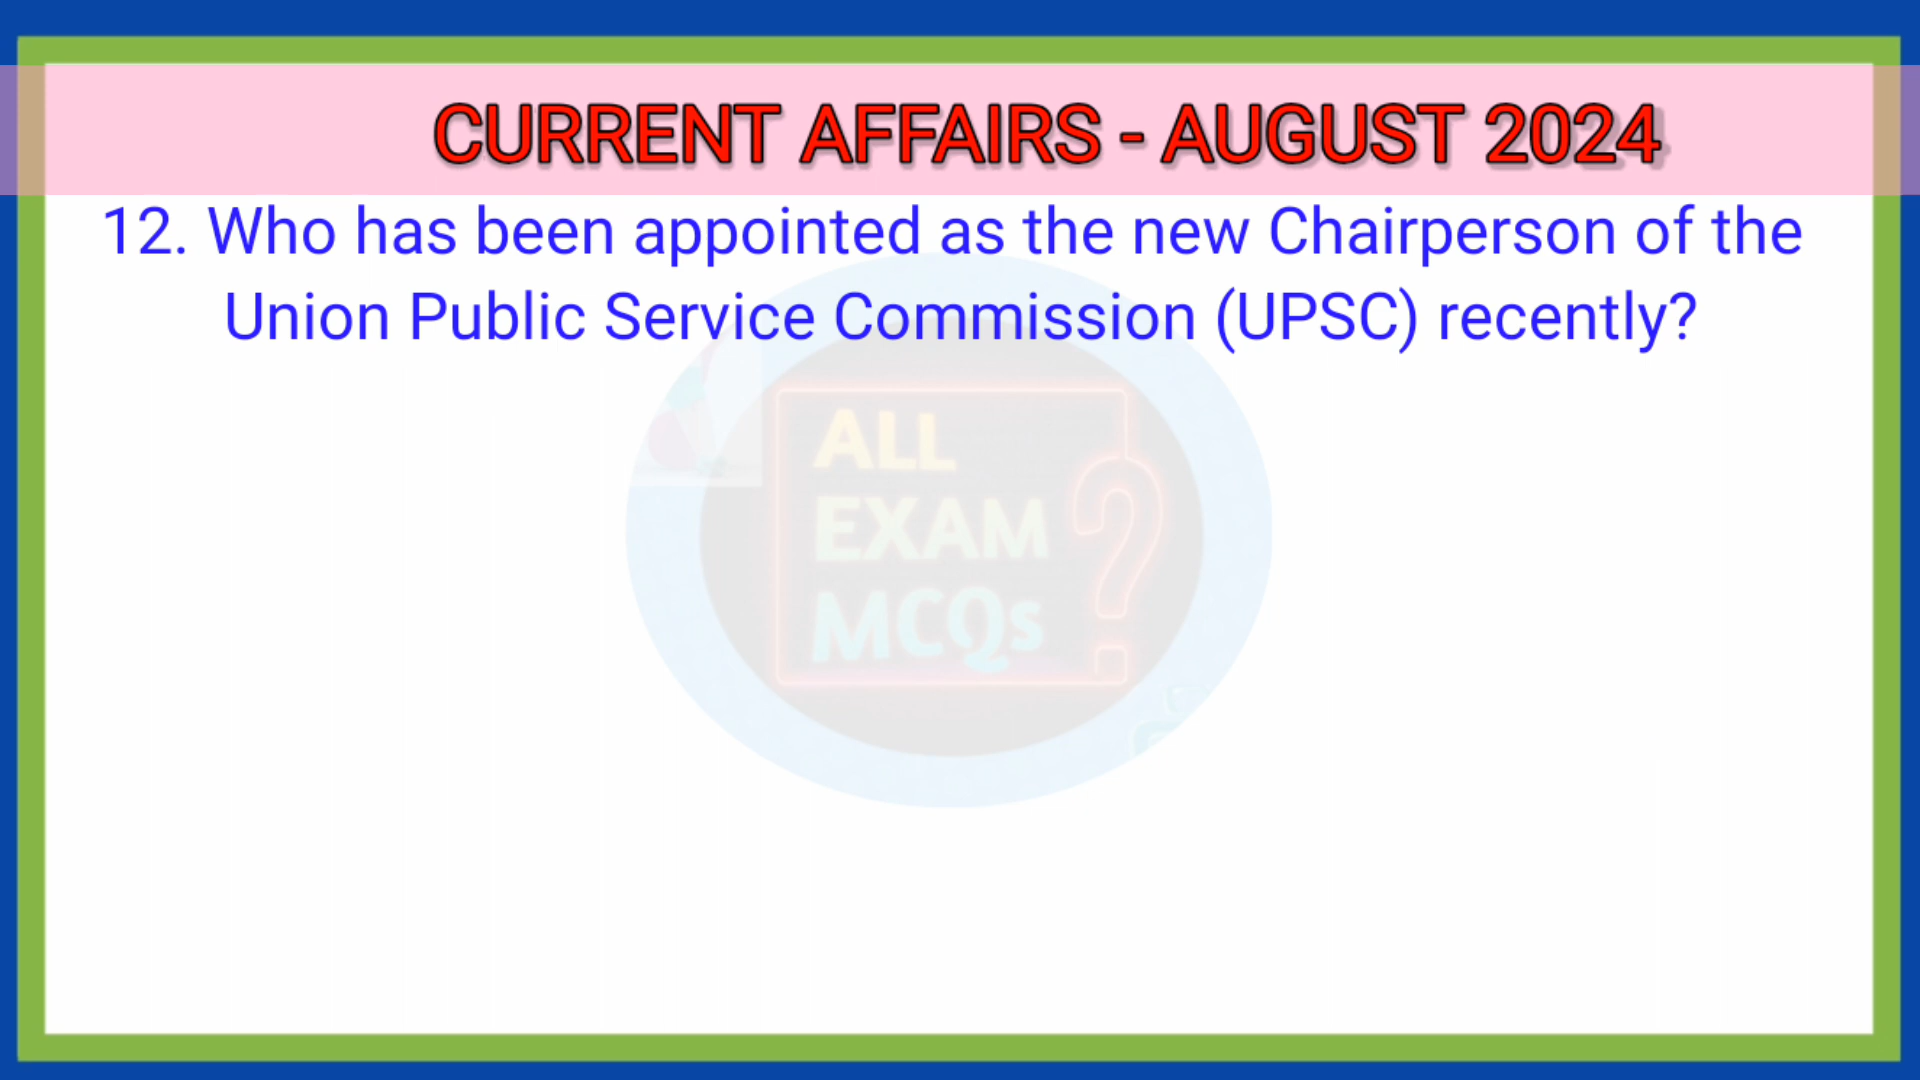 CURRENT AFFAIRS - AUGUST 2024
12. Who has been appointed as the new Chairperson of the
Union Public Service Commission (UPSC) recently?
ALL
EXAM
MCQs
?